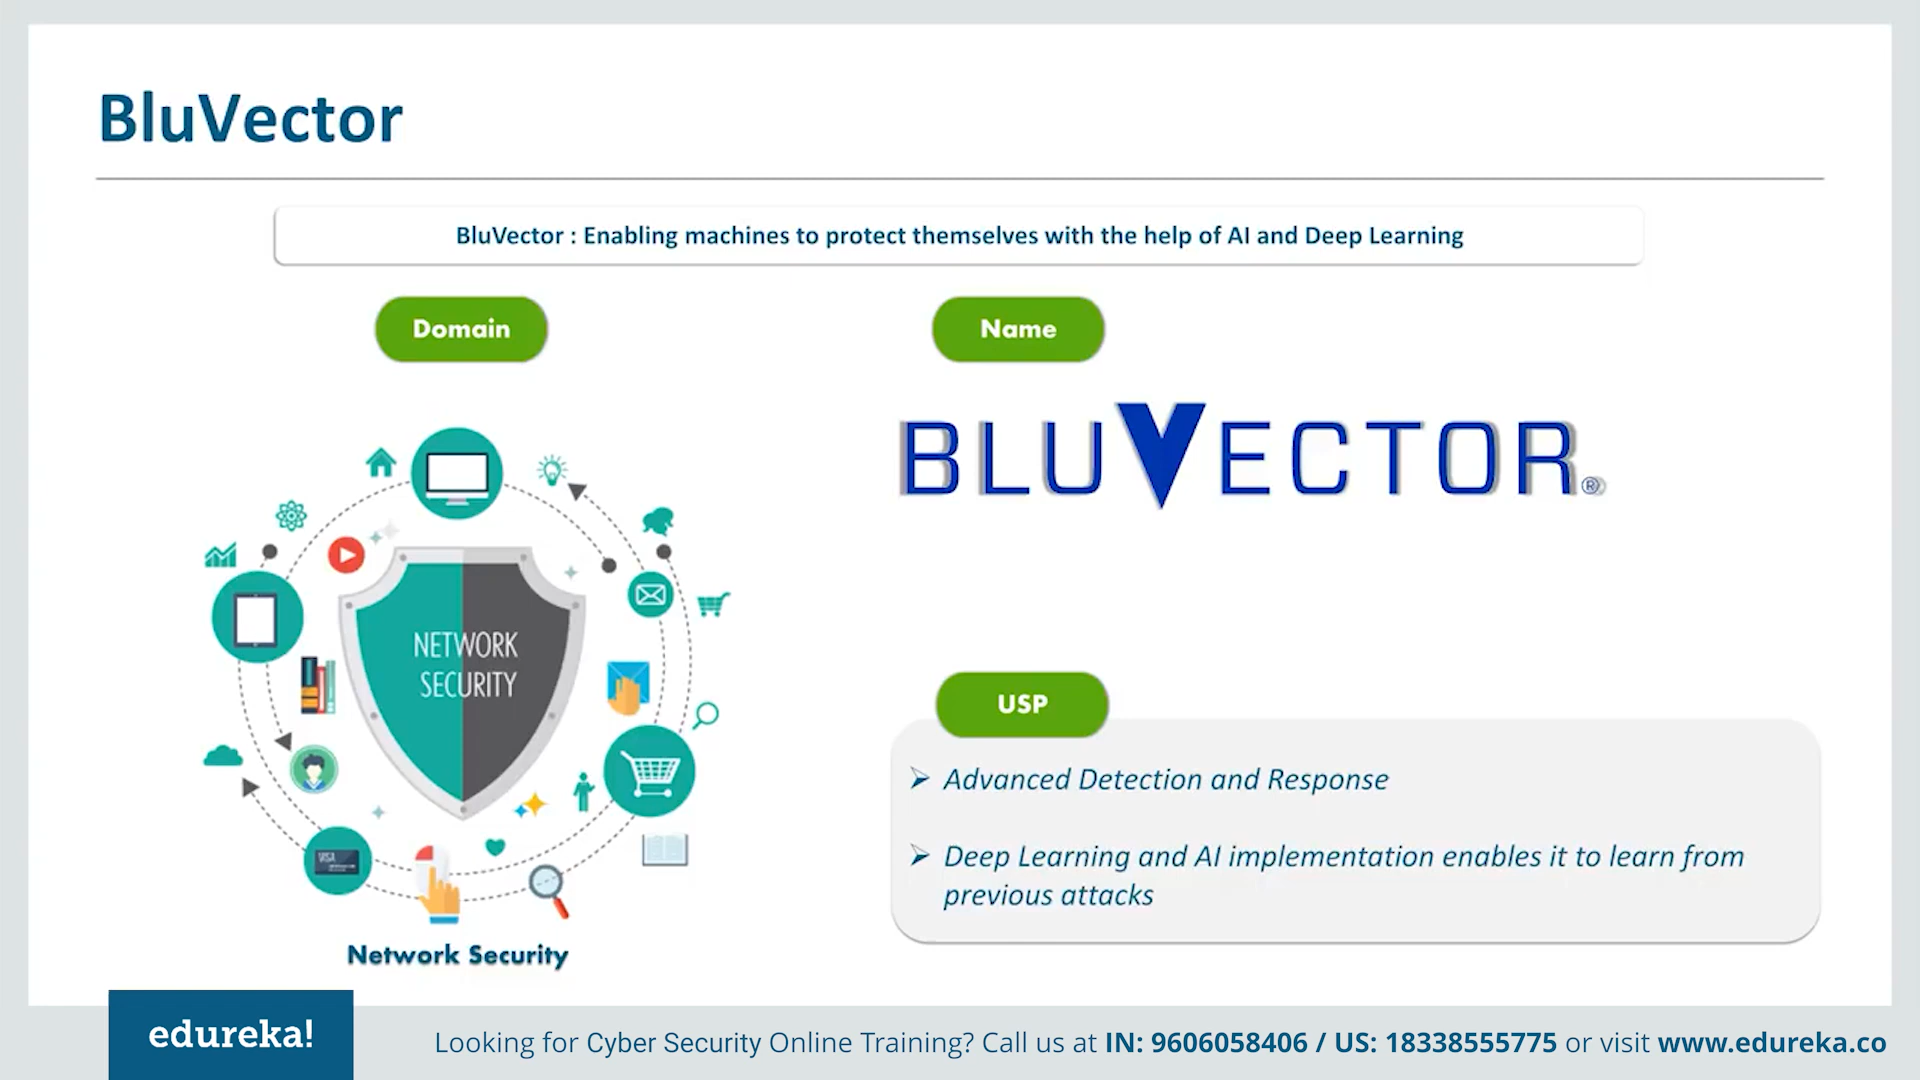 BluVector
BluVector : Enabling machines to protect themselves with the help of AI and Deep Learning
Domain
Name
BLUVECTOR®
NETWORK
SECURITY
VISA
Network Security
USP
➢ Advanced Detection and Response
➢ Deep Learning and AI implementation enables it to learn from
previous attacks
edureka!
Looking for Cyber Security Online Training? Call us at IN: 9606058406 / US: 18338555775 or visit www.edureka.co